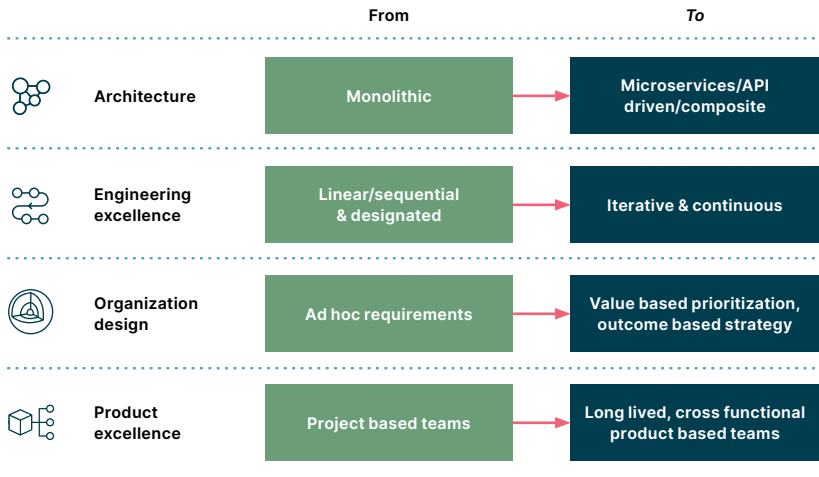 From
To
Architecture
Monolithic
Microservices/API
driven/composite
Engineering
excellence
Linear/sequential
& designated
Iterative & continuous
Organization
design
Ad hoc requirements
Value based prioritization,
outcome based strategy
Product
excellence
Project based teams
Long lived, cross functional
product based teams